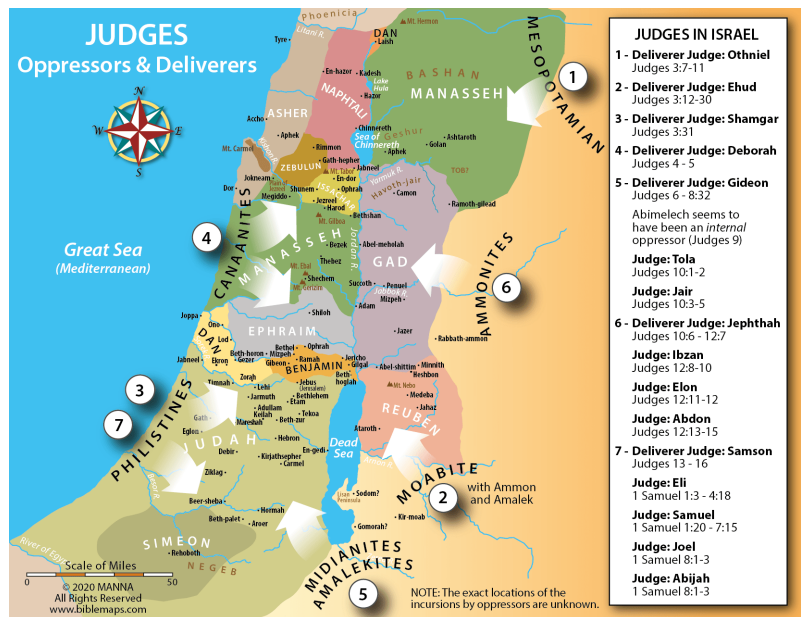 JUDGES
Oppressors & Deliverers
N
W
E
S
Great Sea
(Mediterranean)
Phoenicia
Litani R.
Mt. Hermon
Tyre
DAN
Laish
MESOPOTAMIAN
1
En-hazor
Kadesh
BASHAN
Lake
Hula
MANASSEH
NAPHTALI
Hazor
ASHER
Accho
Chinnereth
Sea of
Chinnereth
Geshur
Aphek
Ashtaroth
Golan
Mt. Carmel
Kishon R.
Rimmon
Aphek
ZEBULUN
Gath-hepher
Jabneel
Mt. Tabor
Yarmuk R.
TOB?
Jokneam
En-dor
Havoth-jair
Dor
Plain of
Jezreel
Shunem
ISSACHAR
Ophrah
Camon
Megiddo
Jezreel
Harod
Ramoth-gilead
Mt. Gilboa
Bethshan
4
CANAANITES
MANASSEH
Jordan R.
Bezek
Abel-meholah
AMMONITES
Thebez
GAD
Mt. Ebal
Shechem
Mt. Gerizim
Succoth
Penuel
Jabbok R.
Mizpeh
6
Adam
Joppa
Shiloh
Ono
EPHRAIM
DAN
Lod
Jazer
Rabbath-ammon
Bethel
Ophrah
Jabneel
Beth-horon
Mizpeh
Ramah
Jericho
Ekron
Gezer
Gibeon
BENJAMIN
Gilgal
Abel-shittim
Minnith
Heshbon
Beth-
hoglah
3
Timnah
Zorah
Lehi
Jebus
(Jerusalem)
Mt. Nebo
Jarmuth
Bethlehem
Medeba
Etam
7
PHILISTINES
Adullam
Keilah
Tekoa
REUBEN
Jahaz
Gath
Mareshah
Beth-zur
Eglon
Ataroth
JUDAH
Hebron
Dead
Sea
Debir
En-gedi
Kirjathsepher
Carmel
Arnon R.
Ziklag
MOABITE
2
with Ammon
and Amalek
Besor R.
Lisan
Peninsula
Sodom?
Beer-sheba
Hormah
Beth-palet
Aroer
Kir-moab
Gomorah?
SIMEON
Rehoboth
River of Egypt
NEGEB
MIDIANITES
AMALEKITES
5
Scale of Miles
0
50
© 2020 MANNA
All Rights Reserved
www.biblemaps.com
NOTE: The exact locations of the
incursions by oppressors are unknown.
JUDGES IN ISRAEL
1 - Deliverer Judge: Othniel
Judges 3:7-11
2 - Deliverer Judge: Ehud
Judges 3:12-30
3 - Deliverer Judge: Shamgar
Judges 3:31
4 - Deliverer Judge: Deborah
Judges 4 - 5
5 - Deliverer Judge: Gideon
Judges 6 - 8:32
Abimelech seems to
have been an internal
oppressor (Judges 9)
Judge: Tola
Judges 10:1-2
Judge: Jair
Judges 10:3-5
6 - Deliverer Judge: Jephthah
Judges 10:6 - 12:7
Judge: Ibzan
Judges 12:8-10
Judge: Elon
Judges 12:11-12
Judge: Abdon
Judges 12:13-15
7 - Deliverer Judge: Samson
Judges 13 - 16
Judge: Eli
1 Samuel 1:3 - 4:18
Judge: Samuel
1 Samuel 1:20 - 7:15
Judge: Joel
1 Samuel 8:1-3
Judge: Abijah
1 Samuel 8:1-3